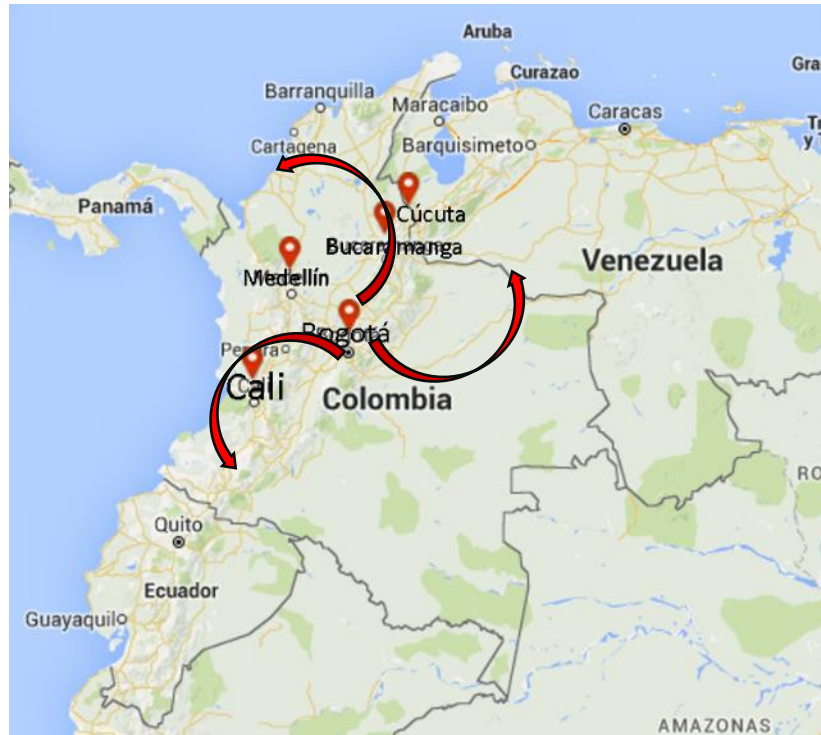 Aruba
Curazao
Gra
Barranquilla
Maracaibo
Caracas
Cartagena
Barquisimeto
T
y
Panamá
Cúcuta
Bucaramanga
Venezuela
Medellín
Bogotá
Pereira
Cali
Colombia
RO
Quito
Ecuador
Guayaquil
AMAZONAS